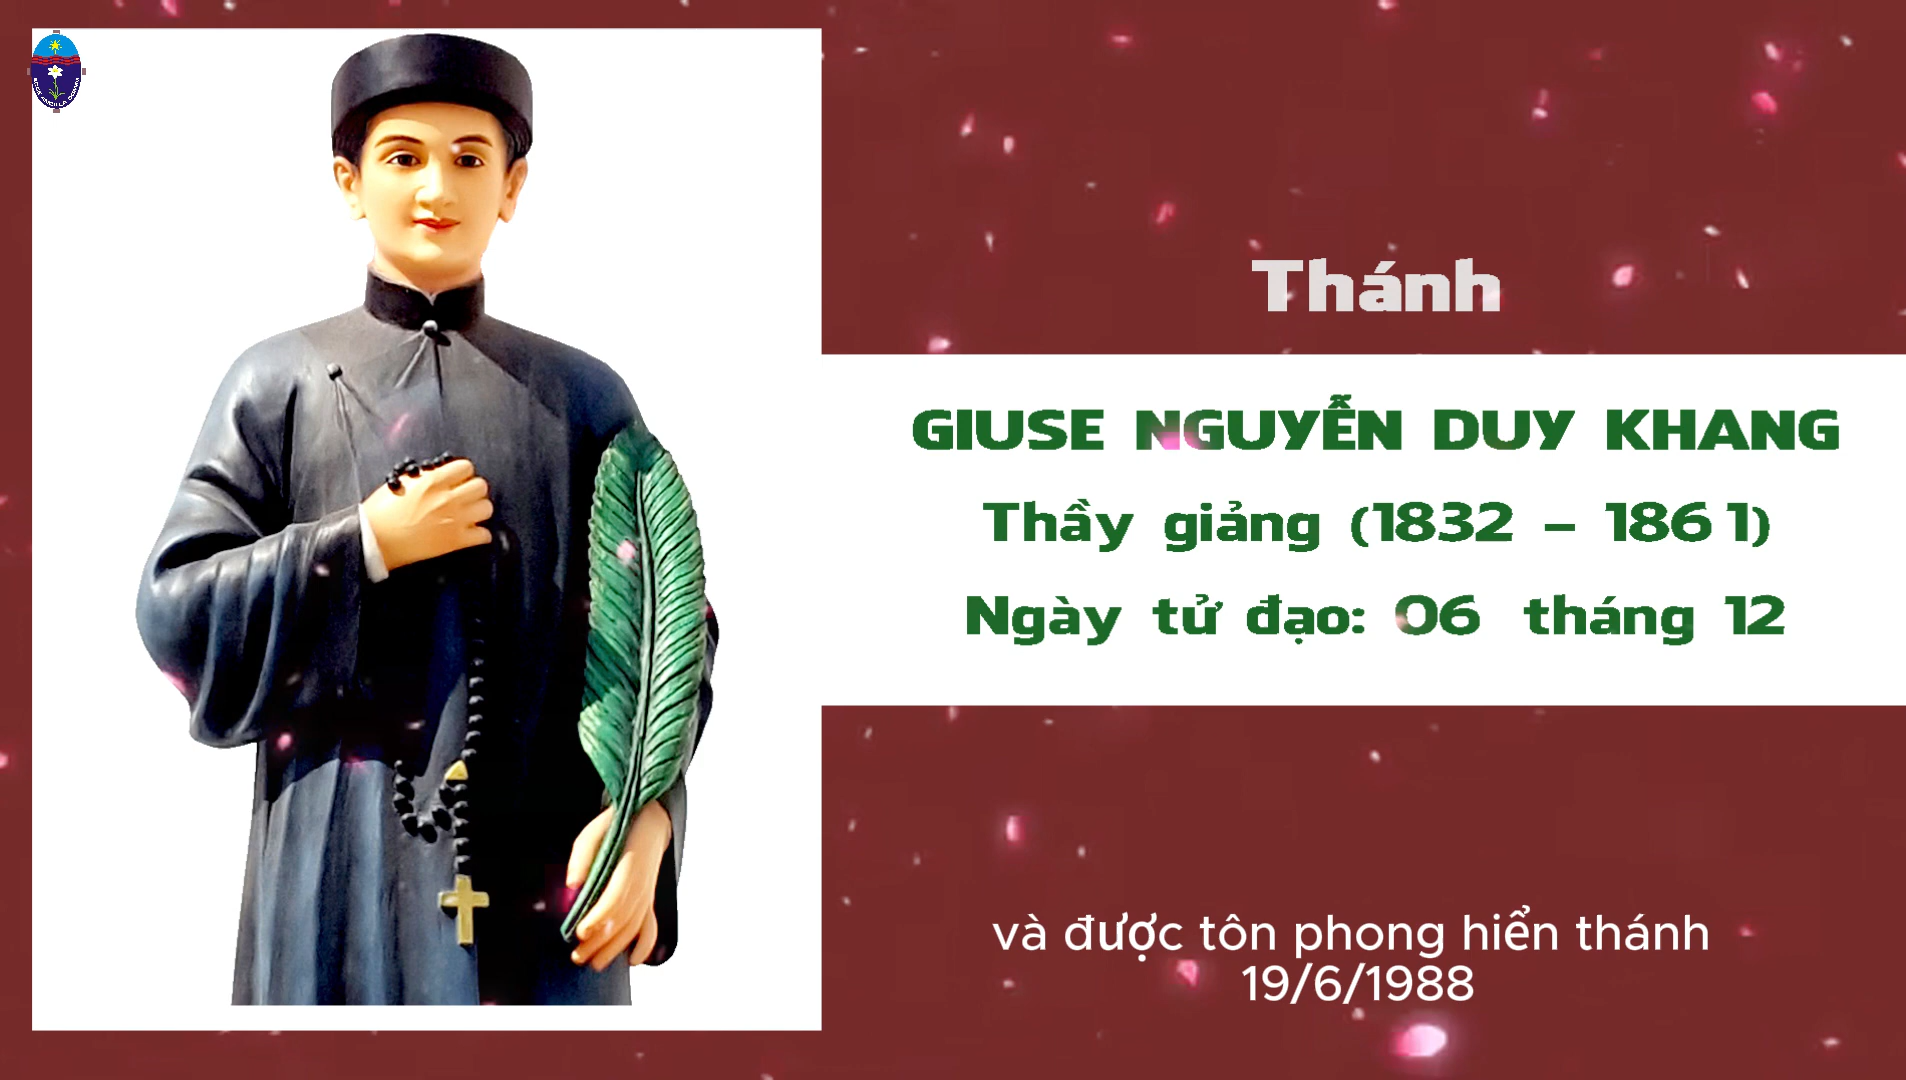 Thánh
GIUSE NGUYỄN DUY KHANG
Thầy giảng (1832 – 1861)
Ngày tử đạo: 06 tháng 12
và được tôn phong hiển thánh
19/6/1988